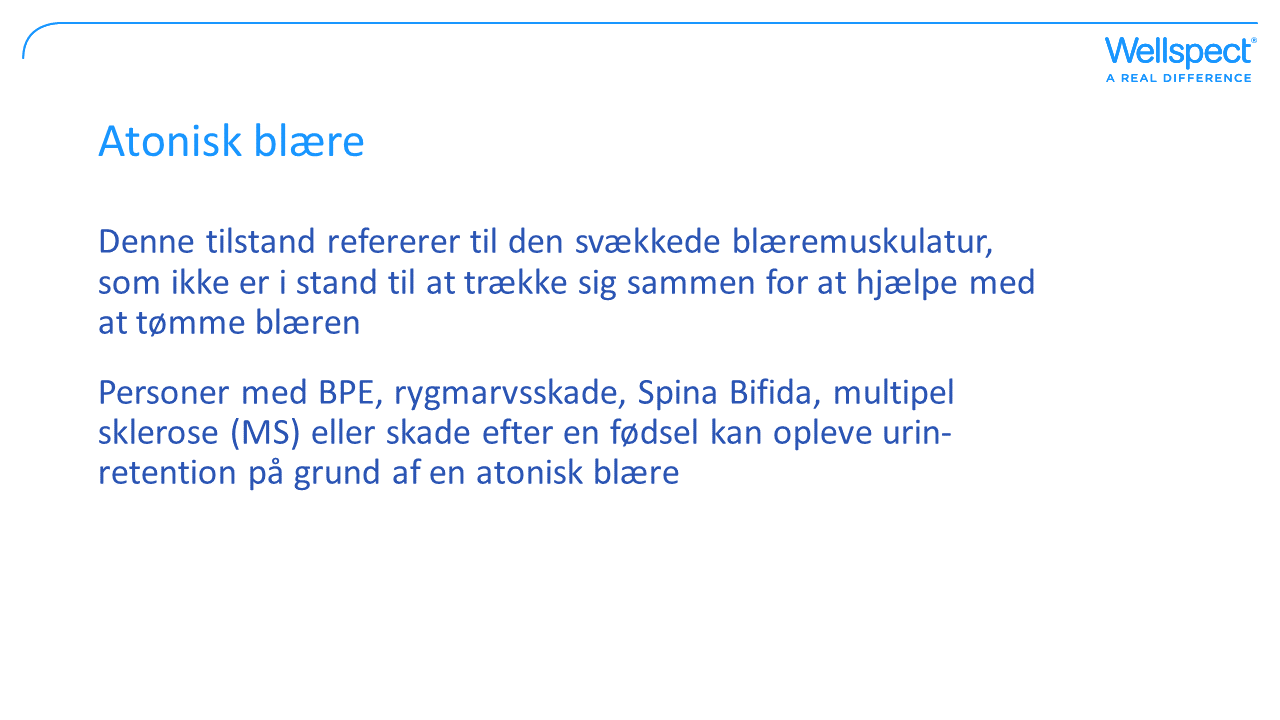 Wellspect®
A REAL DIFFERENCE
Atonisk blære
Denne tilstand refererer til den svækkede blæremuskulatur,
som ikke er i stand til at trække sig sammen for at hjælpe med
at tømme blæren
Personer med BPE, rygmarvsskade, Spina Bifida, multipel
sklerose (MS) eller skade efter en fødsel kan opleve urin-
retention på grund af en atonisk blære